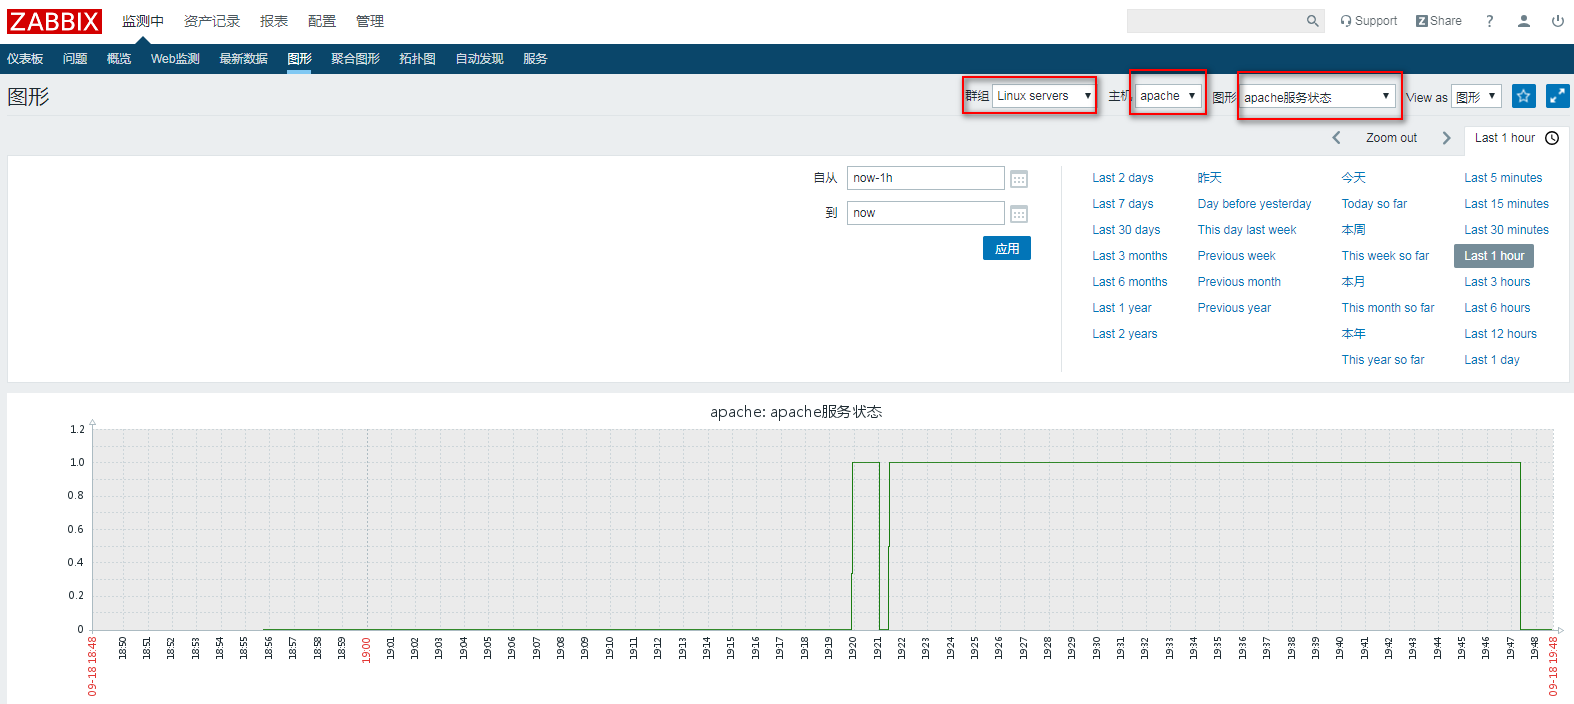 ZABBIX 监测中 资产记录 报表 配置 管理 Support Z Share ?
仪表板 问题 概览 Web监测 最新数据 图形 聚合图形 拓扑图 自动发现 服务
图形 群组 Linux servers 主机 apache 图形 apache服务状态 View as 图形
Zoom out Last 1 hour
自从 now-1h
到 now
应用
Last 2 days 昨天 今天 Last 5 minutes
Last 7 days Day before yesterday Today so far Last 15 minutes
Last 30 days This day last week 本周 Last 30 minutes
Last 3 months Previous week This week so far Last 1 hour
Last 6 months Previous month 本月 Last 3 hours
Last 1 year Previous year This month so far Last 6 hours
Last 2 years 本年 Last 12 hours
This year so far Last 1 day
apache: apache服务状态
1.2
1.0
0.8
0.6
0.4
0.2
0
09-18 18:48 18:50 18:51 18:52 18:53 18:54 18:55 18:56 18:57 18:58 18:59 19:00 19:01 19:02 19:03 19:04 19:05 19:06 19:07 19:08 19:09 19:10 19:11 19:12 19:13 19:14 19:15 19:16 19:17 19:18 19:19 19:20 19:21 19:22 19:23 19:24 19:25 19:26 19:27 19:28 19:29 19:30 19:31 19:32 19:33 19:34 19:35 19:36 19:37 19:38 19:39 19:40 19:41 19:42 19:43 19:44 19:45 19:46 19:47 19:48 09-18 19:48